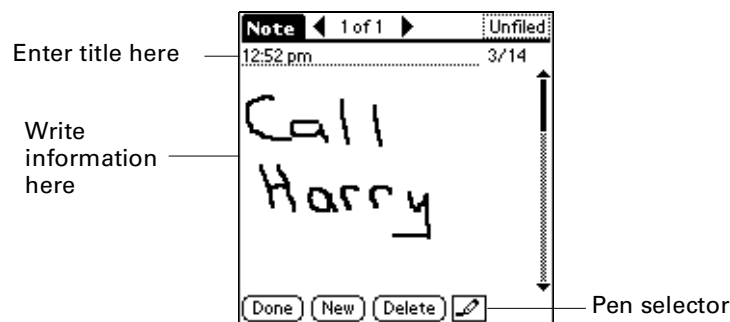 Note 1 of 1 Unfiled
Enter title here 12:52 pm 3/14
Call
Write
information
here
Harry
Done New Delete Pen selector